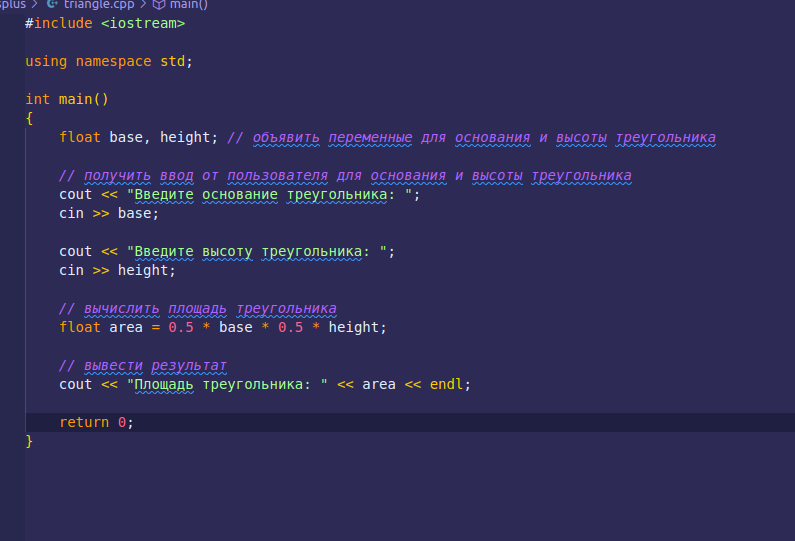 triangle.cpp > main()
#include <iostream>
using namespace std;
int main()
{
float base, height; // объявить переменные для основания и высоты треугольника
// получить ввод от пользователя для основания и высоты треугольника
cout << "Введите основание треугольника: ";
cin >> base;
cout << "Введите высоту треугольника: ";
cin >> height;
// вычислить площадь треугольника
float area = 0.5 * base * 0.5 * height;
// вывести результат
cout << "Площадь треугольника: " << area << endl;
return 0;
}